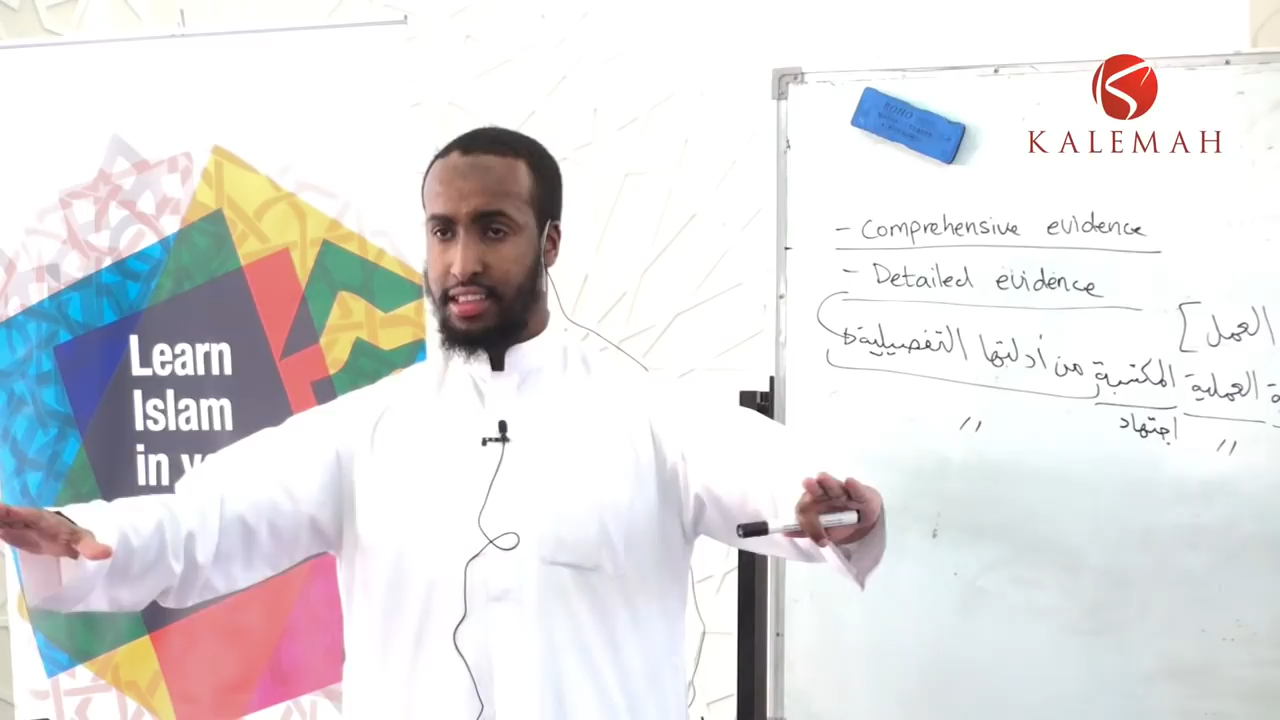 Learn
Islam
in
KALEMAH
- Comprehensive evidence
- Detailed evidence
العمل]
العملية المكتسبة من أدلتها التفصيلية
اجتهاد